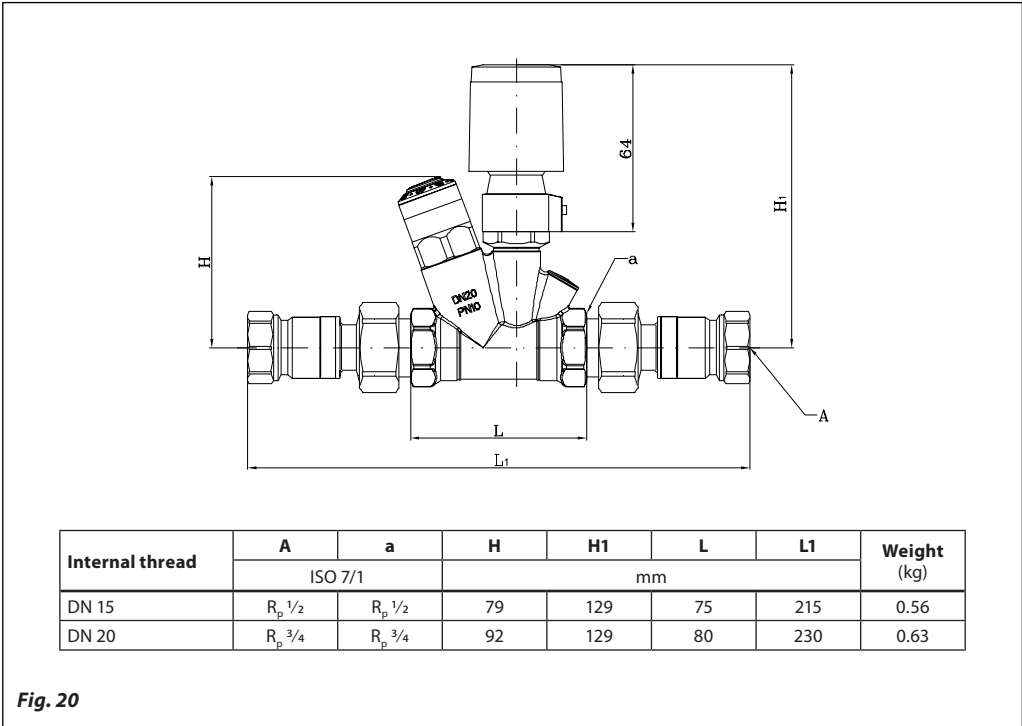 64
H₁
H
a
DN20
PN10
A
L
L₁
Internal thread A a H H1 L L1 Weight (kg)
ISO 7/1 mm
DN 15 Rₚ ½ Rₚ ½ 79 129 75 215 0.56
DN 20 Rₚ ¾ Rₚ ¾ 92 129 80 230 0.63
Fig. 20